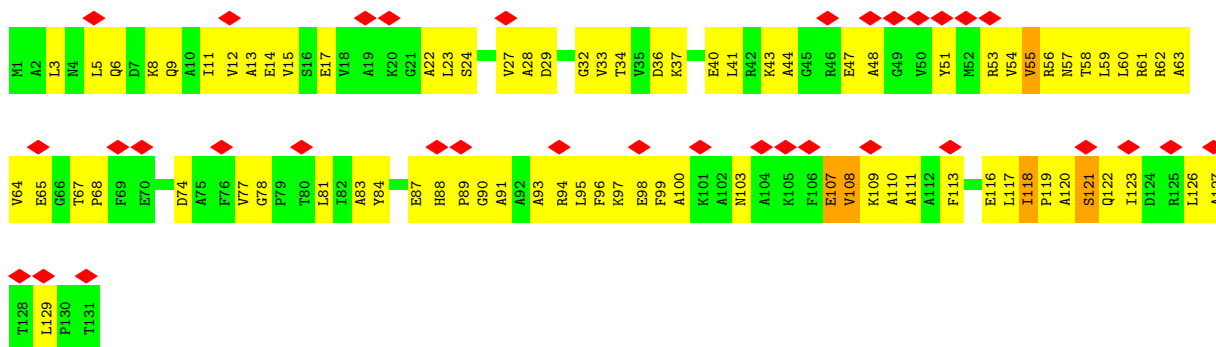 M1 A2 L3 N4 L5 Q6 D7 K8 Q9 A10 I11 V12 A13 E14 V15 S16 E17 V18 A19 K20 G21 A22 L23 S24 V27 A28 D29 G32 V33 T34 V35 D36 K37 E40 L41 R42 K43 A44 G45 R46 E47 A48 G49 V50 Y51 M52 R53 V54 V55 R56 N57 T58 L59 L60 R61 R62 A63
V64 E65 G66 T67 P68 F69 E70 D74 A75 F76 V77 G78 P79 T80 L81 I82 A83 Y84 E87 H88 P89 G90 A91 A92 A93 R94 L95 F96 K97 E98 F99 A100 K101 A102 N103 A104 K105 F106 E107 V108 K109 A110 A111 A112 F113 E116 L117 I118 P119 A120 S121 Q122 I123 D124 R125 L126 A127
T128 L129 P130 T131